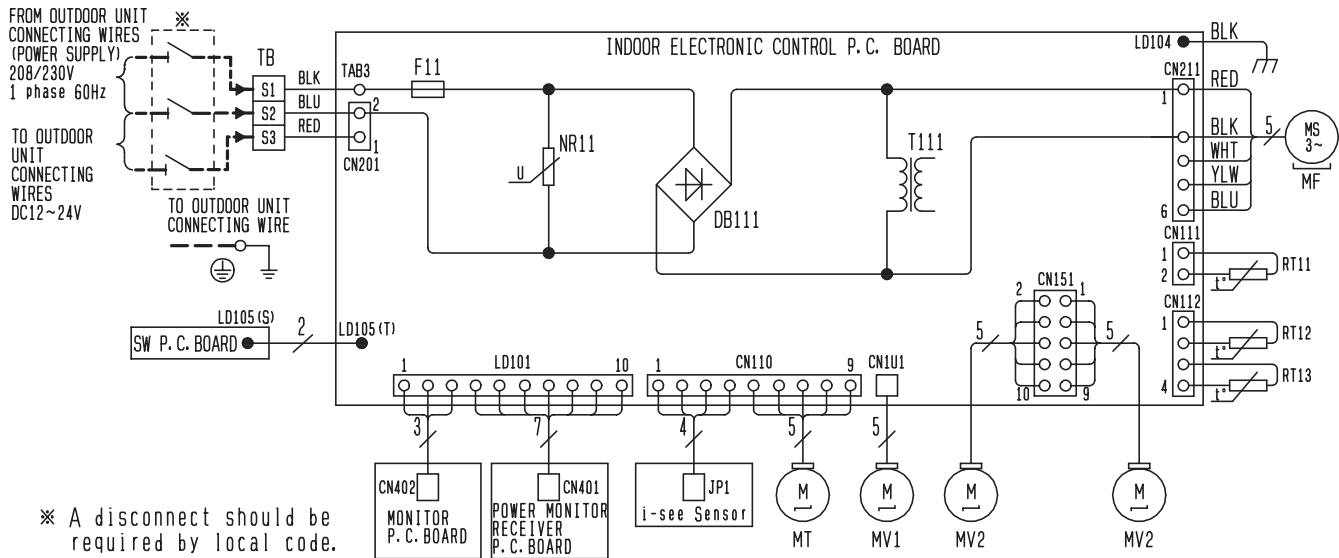 FROM OUTDOOR UNIT
CONNECTING WIRES
(POWER SUPPLY)
208/230V
1 phase 60Hz
※
TO OUTDOOR
UNIT
CONNECTING
WIRES
DC12~24V
TB
S1
S2
S3
BLK
BLU
RED
TAB3
2
1
CN201
F11
NR11
U
DB111
T111
INDOOR ELECTRONIC CONTROL P.C. BOARD
LD104
BLK
CN211
1
6
RED
BLK
WHT
YLW
BLU
5
MS
3~
MF
CN111
1
2
t°
RT11
CN112
1
4
t°
RT12
t°
RT13
TO OUTDOOR UNIT
CONNECTING WIRE
LD105(S)
SW P.C.BOARD
2
LD105(T)
1 LD101 10
3
7
CN402
MONITOR
P.C.BOARD
CN401
POWER MONITOR
RECEIVER
P.C.BOARD
1 CN110 9
4
5
JP1
i-see Sensor
M
MT
CN1U1
5
M
MV1
CN151
2 1
10 9
5
5
M
MV2
M
MV2
※ A disconnect should be
required by local code.